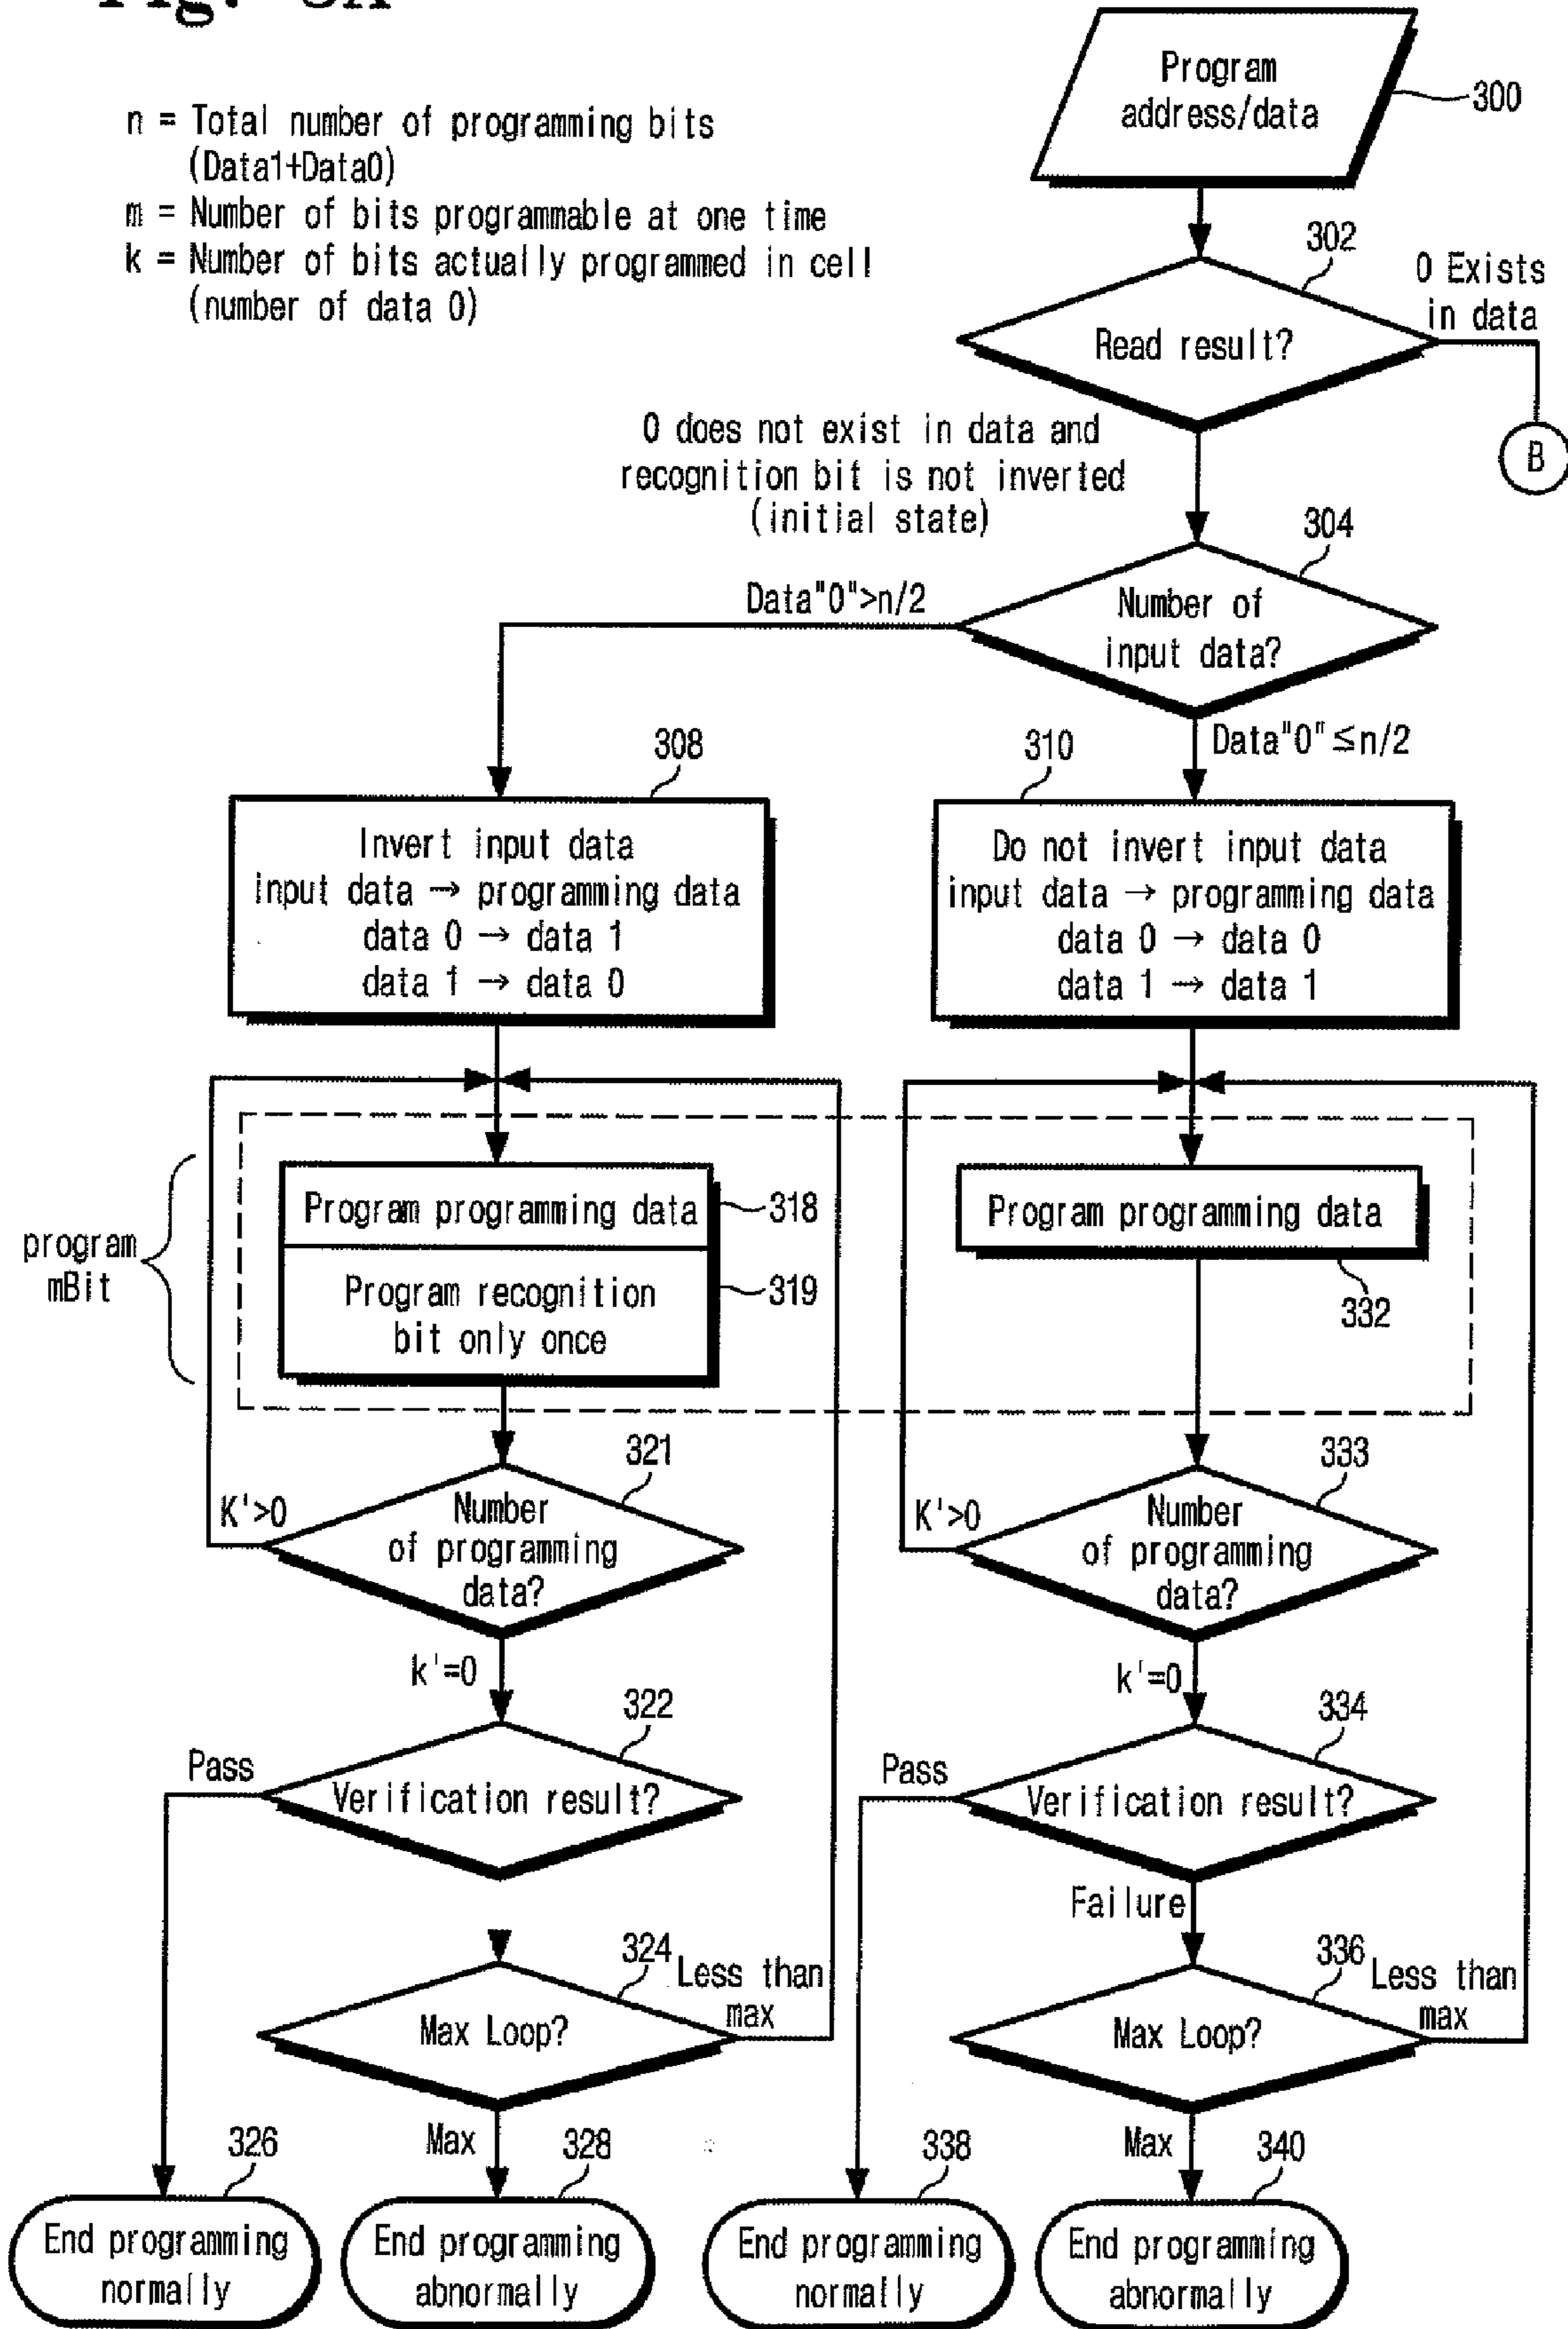 n = Total number of programming bits
(Data1+Data0)
m = Number of bits programmable at one time
k = Number of bits actually programmed in cell
(number of data 0)
Program
address/data
300
302
Read result?
0 Exists
in data
B
0 does not exist in data and
recognition bit is not inverted
(initial state)
304
Number of
input data?
Data"0">n/2
Data"0"≦n/2
308
Invert input data
input data → programming data
data 0 → data 1
data 1 → data 0
310
Do not invert input data
input data → programming data
data 0 → data 0
data 1 → data 1
program
mBit
Program programming data
318
Program recognition
bit only once
319
Program programming data
332
321
Number
of programming
data?
K'>0
k'=0
333
Number
of programming
data?
K'>0
k'=0
322
Verification result?
Pass
334
Verification result?
Pass
Failure
324
Max Loop?
Less than
max
Max
336
Max Loop?
Less than
max
Max
326
End programming
normally
328
End programming
abnormally
338
End programming
normally
340
End programming
abnormally